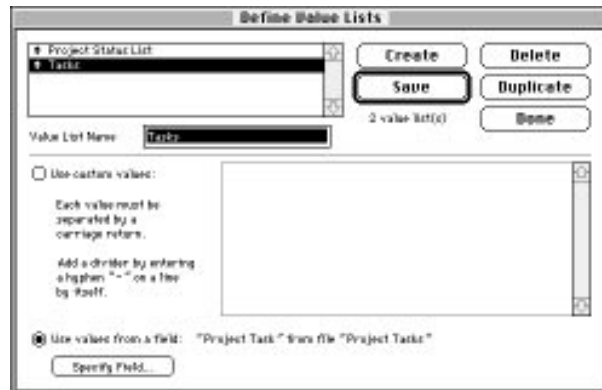 Define Value Lists
Project Status List
Tasks
Create
Delete
Save
Duplicate
2 value list(s)
Done
Value List Name
Tasks
Use custom values:
Each value must be
separated by a
carriage return.
Add a divider by entering
a hyphen "-" on a line
by itself.
Use values from a field: "Project Task" from file "Project Tasks"
Specify Field...